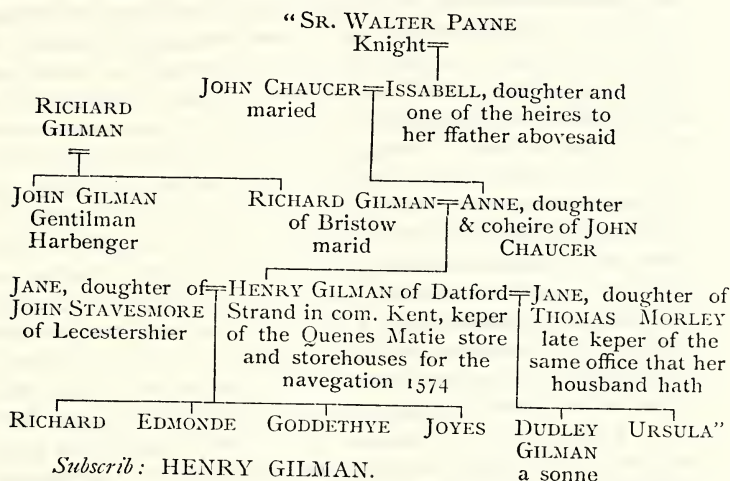 “SR. WALTER PAYNE
Knight
JOHN CHAUCER
maried
ISSABELL, doughter and
one of the heires to
her ffather abovesaid
RICHARD
GILMAN
JOHN GILMAN
Gentilman
Harbenger
RICHARD GILMAN
of Bristow
marid
ANNE, doughter
& coheire of JOHN
CHAUCER
JANE, doughter of
JOHN STAVESMORE
of Lecestershier
HENRY GILMAN of Datford
Strand in com. Kent, keper
of the Quenes Matie store
and storehouses for the
navegation 1574
JANE, doughter of
THOMAS MORLEY
late keper of the
same office that her
housband hath
RICHARD EDMONDE GODDETHYE JOYES
DUDLEY
GILMAN
a sonne
URSULA”
Subscrib: HENRY GILMAN.